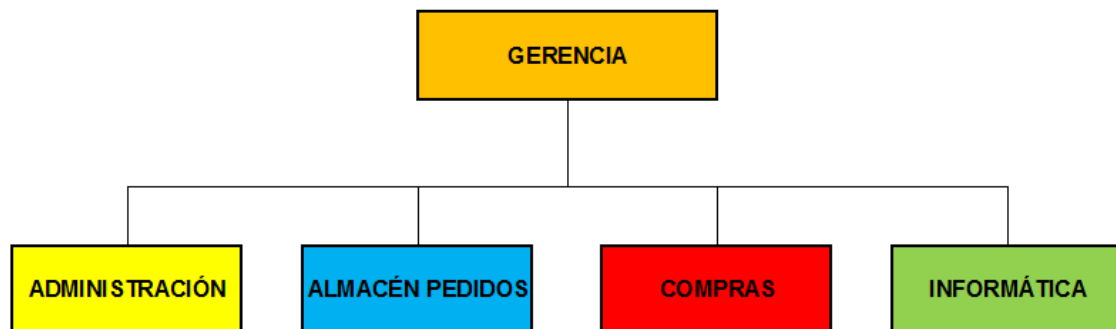 GERENCIA
ADMINISTRACIÓN
ALMACÉN PEDIDOS
COMPRAS
INFORMÁTICA